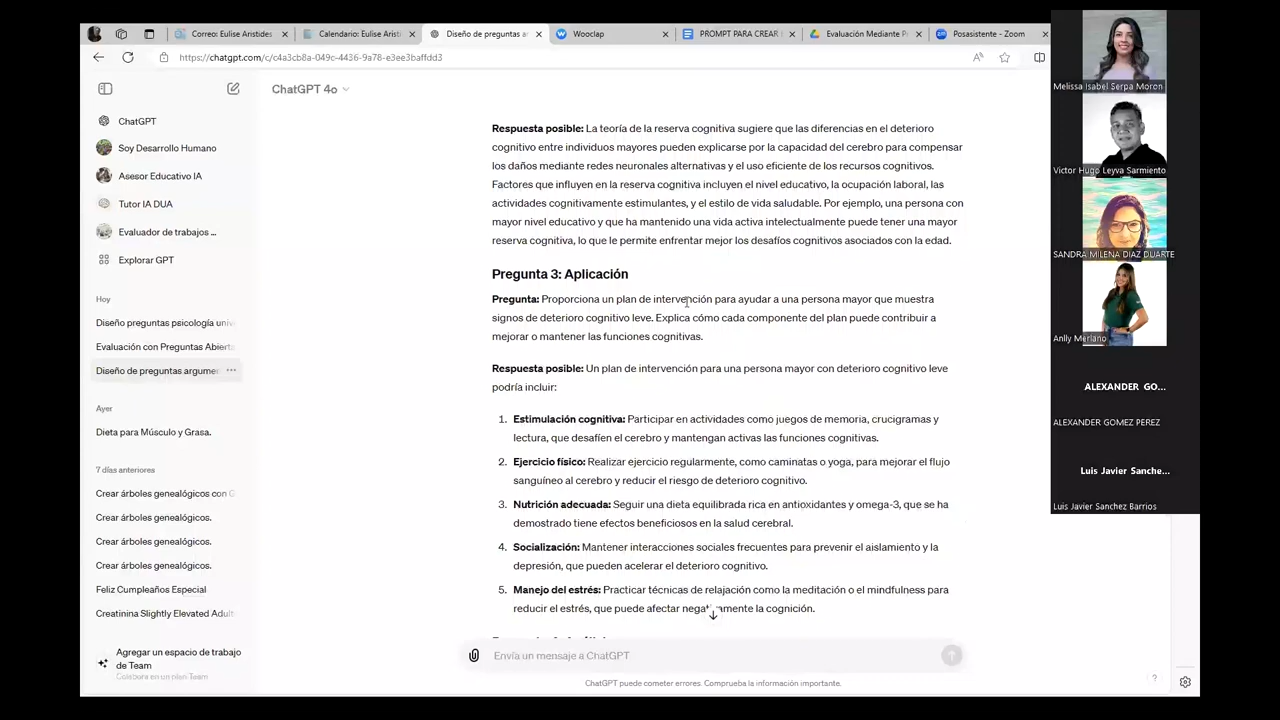 Correo: Eulise Aristides
Calendario: Eulise Aristi
Diseño de preguntas ar
Wooclap
PROMPT PARA CREAR
Evaluación Mediante P
Posasistente - Zoom
https://chatgpt.com/c/c4a3cb8a-049c-4436-9a78-e3ee3baffdd3
ChatGPT 4o
ChatGPT
Soy Desarrollo Humano
Asesor Educativo IA
Tutor IA DUA
Evaluador de trabajos ...
Explorar GPT
Hoy
Diseño preguntas psicología univ
Evaluación con Preguntas Abierta
Diseño de preguntas argumen
Ayer
Dieta para Músculo y Grasa.
7 días anteriores
Crear árboles genealógicos con G
Crear árboles genealógicos.
Crear árboles genealógicos.
Crear árboles genealógicos.
Feliz Cumpleaños Especial
Creatinina Slightly Elevated Adult
Agregar un espacio de trabajo
de Team
Colabora en un plan Team
Respuesta posible: La teoría de la reserva cognitiva sugiere que las diferencias en el deterioro
cognitivo entre individuos mayores pueden explicarse por la capacidad del cerebro para compensar
los daños mediante redes neuronales alternativas y el uso eficiente de los recursos cognitivos.
Factores que influyen en la reserva cognitiva incluyen el nivel educativo, la ocupación laboral, las
actividades cognitivamente estimulantes, y el estilo de vida saludable. Por ejemplo, una persona con
mayor nivel educativo y que ha mantenido una vida activa intelectualmente puede tener una mayor
reserva cognitiva, lo que le permite enfrentar mejor los desafíos cognitivos asociados con la edad.
Pregunta 3: Aplicación
Pregunta: Proporciona un plan de intervención para ayudar a una persona mayor que muestra
signos de deterioro cognitivo leve. Explica cómo cada componente del plan puede contribuir a
mejorar o mantener las funciones cognitivas.
Respuesta posible: Un plan de intervención para una persona mayor con deterioro cognitivo leve
podría incluir:
1. Estimulación cognitiva: Participar en actividades como juegos de memoria, crucigramas y
lectura, que desafíen el cerebro y mantengan activas las funciones cognitivas.
2. Ejercicio físico: Realizar ejercicio regularmente, como caminatas o yoga, para mejorar el flujo
sanguíneo al cerebro y reducir el riesgo de deterioro cognitivo.
3. Nutrición adecuada: Seguir una dieta equilibrada rica en antioxidantes y omega-3, que se ha
demostrado tiene efectos beneficiosos en la salud cerebral.
4. Socialización: Mantener interacciones sociales frecuentes para prevenir el aislamiento y la
depresión, que pueden acelerar el deterioro cognitivo.
5. Manejo del estrés: Practicar técnicas de relajación como la meditación o el mindfulness para
reducir el estrés, que puede afectar negativamente la cognición.
Envía un mensaje a ChatGPT
ChatGPT puede cometer errores. Comprueba la información importante.
Melissa Isabel Serpa Moron
Victor Hugo Leyva Sarmiento
SANDRA MILENA DIAZ DUARTE
Anlly Merlano
ALEXANDER GO...
ALEXANDER GOMEZ PEREZ
Luis Javier Sanche...
Luis Javier Sanchez Barrios